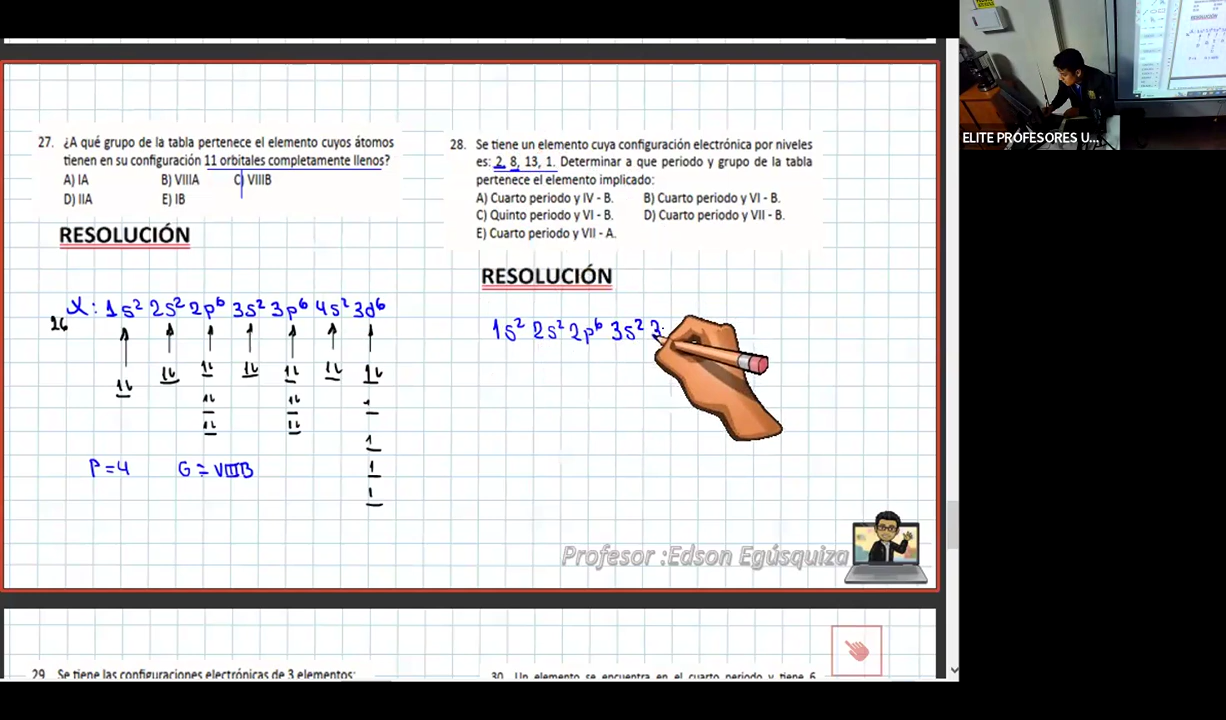 27. ¿A qué grupo de la tabla pertenece el elemento cuyos átomos
tienen en su configuración 11 orbitales completamente llenos?
A) IA B) VIIIA C) VIIIB
D) IIA E) IB
RESOLUCIÓN
X: 1s² 2s² 2p⁶ 3s² 3p⁶ 4s² 3d⁶
26
P = 4 G = VIIIB
28. Se tiene un elemento cuya configuración electrónica por niveles
es: 2, 8, 13, 1. Determinar a que periodo y grupo de la tabla
pertenece el elemento implicado:
A) Cuarto periodo y IV - B. B) Cuarto periodo y VI - B.
C) Quinto periodo y VI - B. D) Cuarto periodo y VII - B.
E) Cuarto periodo y VII - A.
RESOLUCIÓN
1s² 2s² 2p⁶ 3s² 3
Profesor :Edson Egúsquiza
29. Se tiene las configuraciones electrónicas de 3 elementos:
30. Un elemento se encuentra en el cuarto periodo y tiene 6
ELITE PROFESORES U...